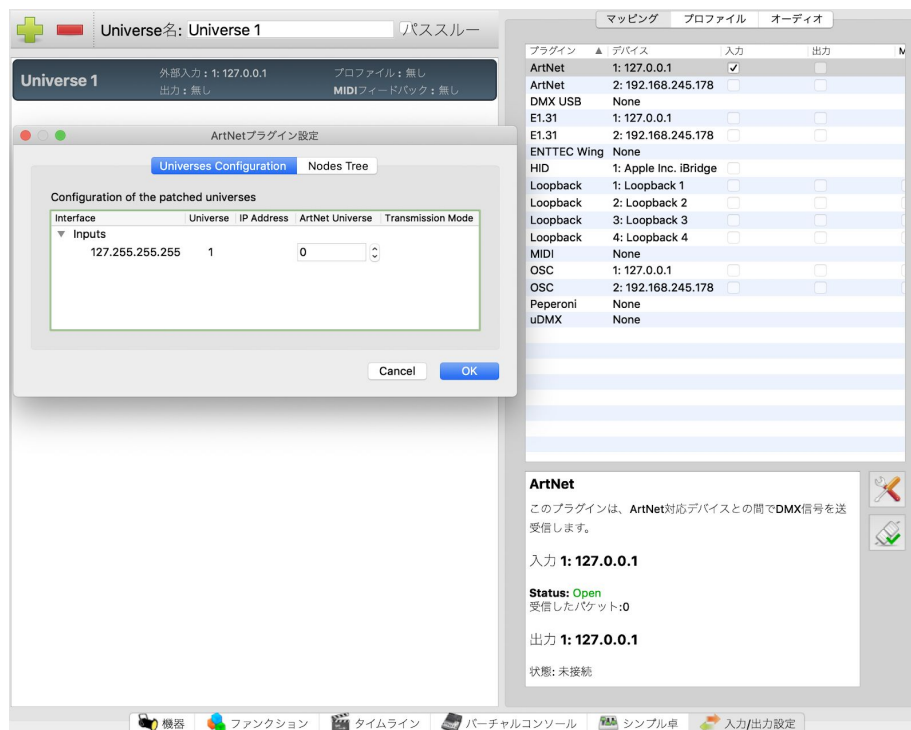 Universe名: Universe 1 パススルー
Universe 1
外部入力：1: 127.0.0.1 プロファイル：無し
出力：無し MIDIフィードバック：無し
ArtNetプラグイン設定
Universes Configuration Nodes Tree
Configuration of the patched universes
Interface Universe IP Address ArtNet Universe Transmission Mode
Inputs
127.255.255.255 1 0
Cancel OK
マッピング プロファイル オーディオ
プラグイン デバイス 入力 出力 M
ArtNet 1: 127.0.0.1
ArtNet 2: 192.168.245.178
DMX USB None
E1.31 1: 127.0.0.1
E1.31 2: 192.168.245.178
ENTTEC Wing None
HID 1: Apple Inc. iBridge
Loopback 1: Loopback 1
Loopback 2: Loopback 2
Loopback 3: Loopback 3
Loopback 4: Loopback 4
MIDI None
OSC 1: 127.0.0.1
OSC 2: 192.168.245.178
Peperoni None
uDMX None
ArtNet
このプラグインは、ArtNet対応デバイスとの間でDMX信号を送
受信します。
入力 1: 127.0.0.1
Status: Open
受信したパケット:0
出力 1: 127.0.0.1
状態: 未接続
機器 ファンクション タイムライン バーチャルコンソール シンプル卓 入力/出力設定